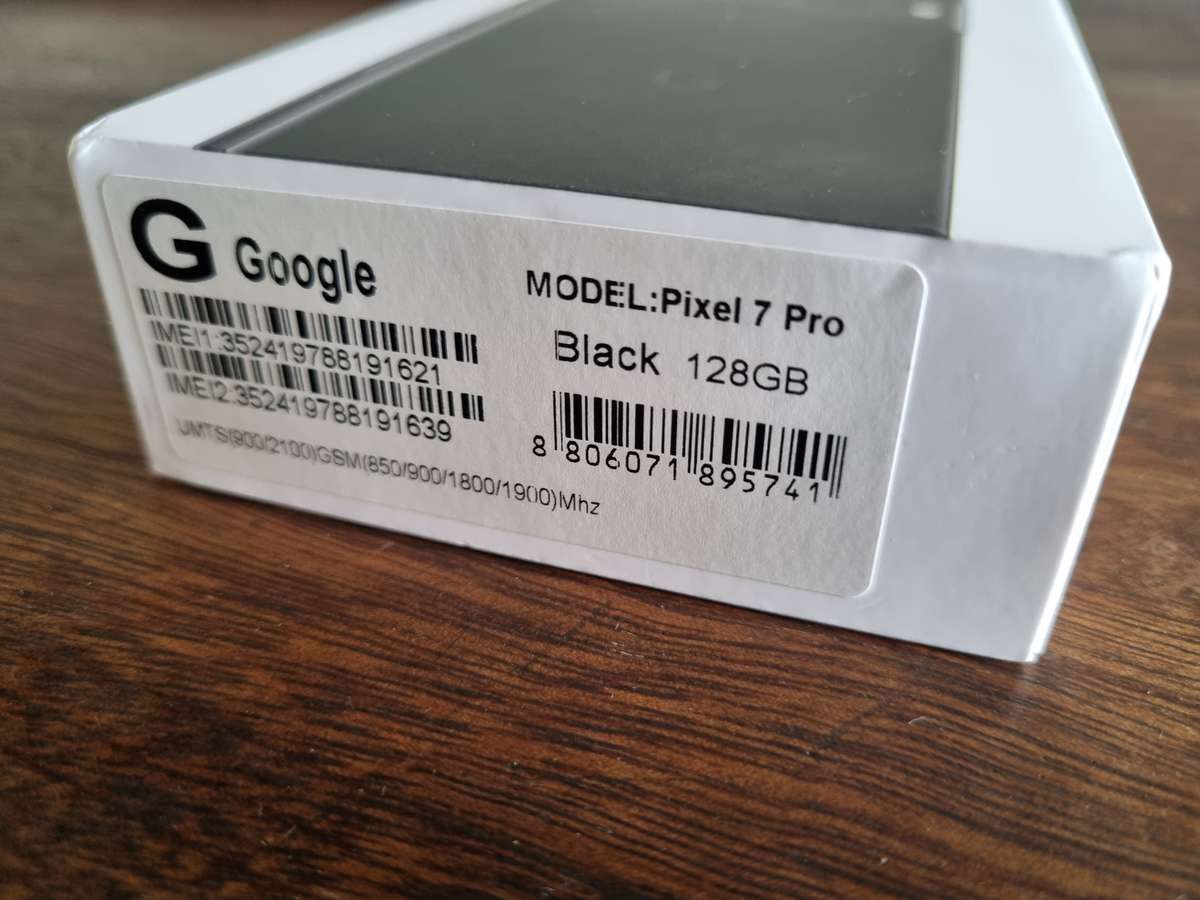 G Google
IMEI1:352419788191621
IMEI2.352419788191639
UMTS(900/2100)GSM(850/900/1800/1900)Mhz
MODEL:Pixel 7 Pro
Black 128GB
8 806071 895741